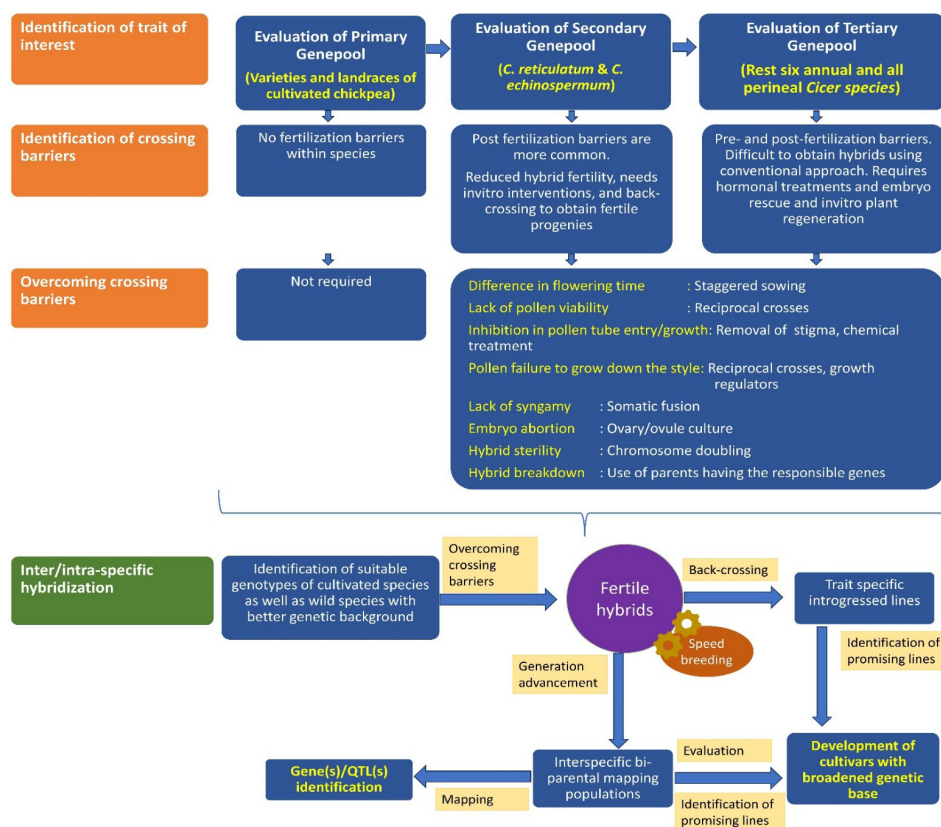 Identification of trait of
interest
Evaluation of Primary
Genepool
(Varieties and landraces of
cultivated chickpea)
Evaluation of Secondary
Genepool
(C. reticulatum & C.
echinospermum)
Evaluation of Tertiary
Genepool
(Rest six annual and all
perineal Cicer species)
Identification of crossing
barriers
No fertilization barriers
within species
Post fertilization barriers are
more common.
Reduced hybrid fertility, needs
invitro interventions, and back-
crossing to obtain fertile
progenies
Pre- and post-fertilization barriers.
Difficult to obtain hybrids using
conventional approach. Requires
hormonal treatments and embryo
rescue and invitro plant
regeneration
Overcoming crossing
barriers
Not required
Difference in flowering time : Staggered sowing
Lack of pollen viability : Reciprocal crosses
Inhibition in pollen tube entry/growth: Removal of stigma, chemical
treatment
Pollen failure to grow down the style: Reciprocal crosses, growth
regulators
Lack of syngamy : Somatic fusion
Embryo abortion : Ovary/ovule culture
Hybrid sterility : Chromosome doubling
Hybrid breakdown : Use of parents having the responsible genes
Inter/intra-specific
hybridization
Identification of suitable
genotypes of cultivated species
as well as wild species with
better genetic background
Overcoming
crossing
barriers
Fertile
hybrids
Speed
breeding
Back-crossing
Trait specific
introgressed lines
Identification of
promising lines
Generation
advancement
Gene(s)/QTL(s)
identification
Mapping
Interspecific bi-
parental mapping
populations
Evaluation
Identification of
promising lines
Development of
cultivars with
broadened genetic
base